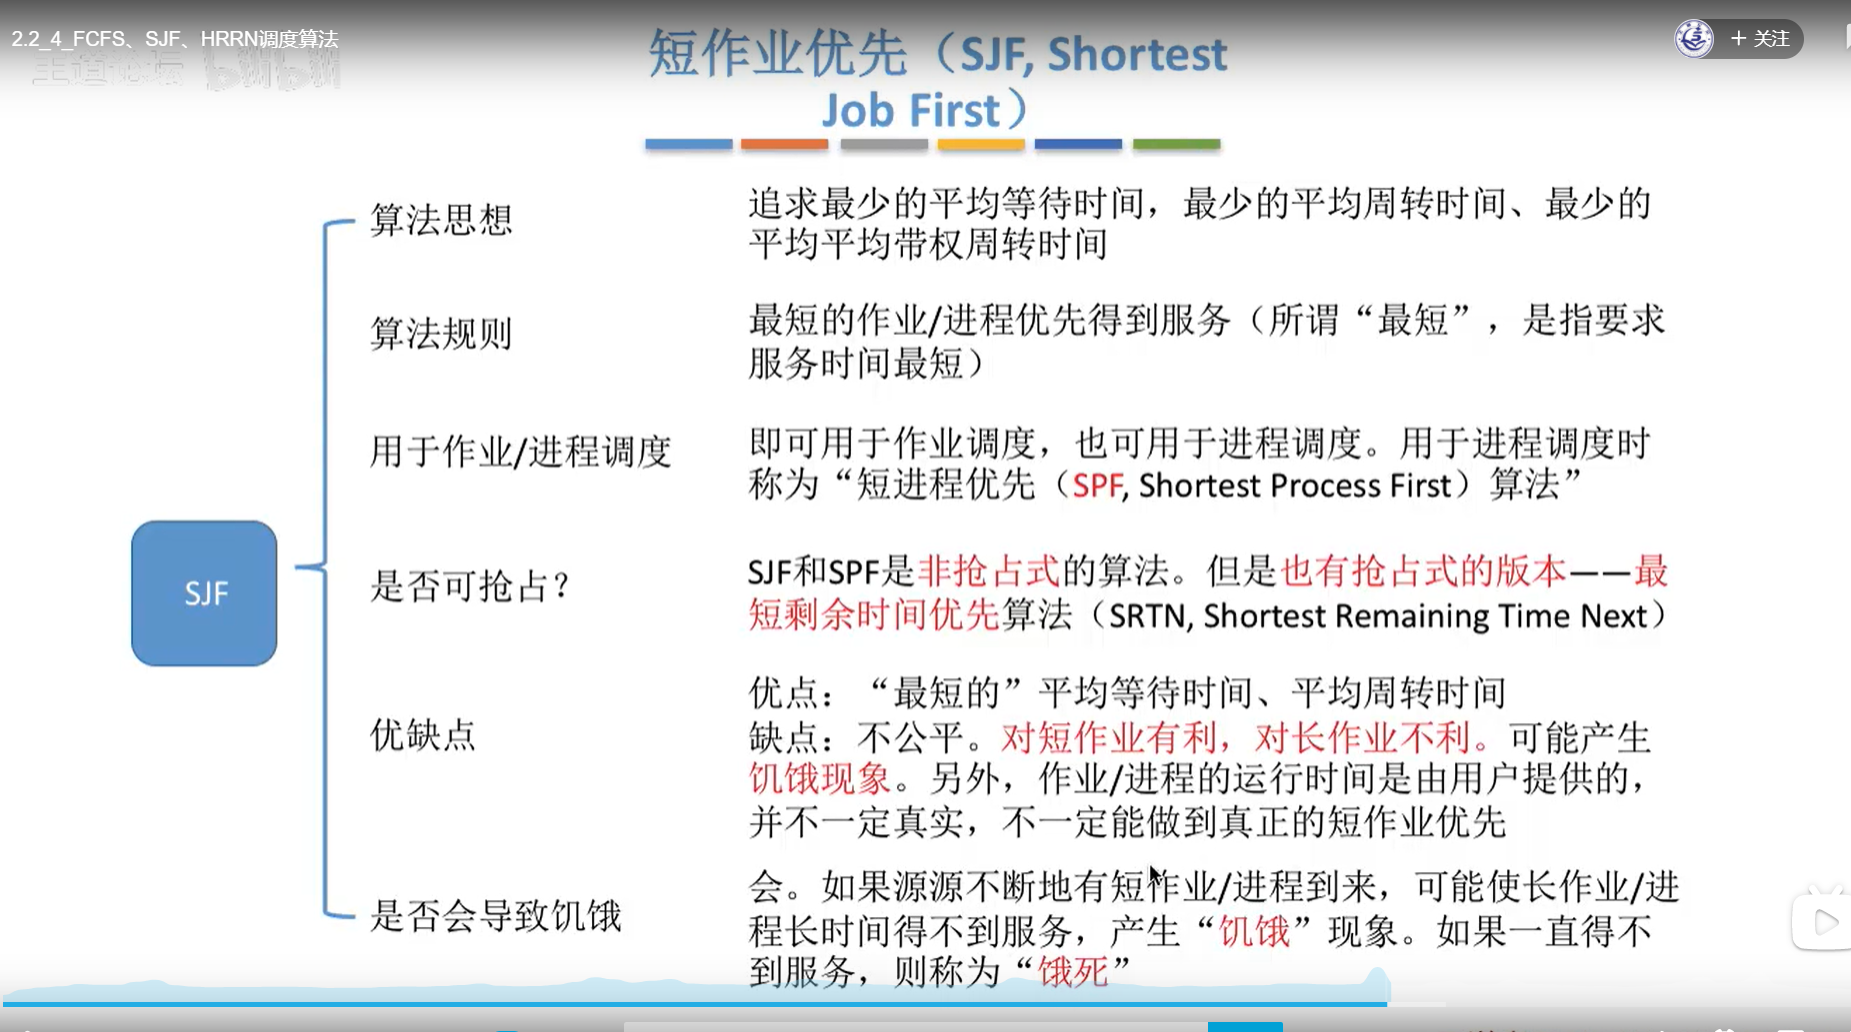 2.2_4_FCFS、SJF、HRRN调度算法
王道论坛 bilibili
+ 关注
短作业优先（SJF, Shortest
Job First）
SJF
算法思想
追求最少的平均等待时间，最少的平均周转时间、最少的
平均平均带权周转时间
算法规则
最短的作业/进程优先得到服务（所谓“最短”，是指要求
服务时间最短）
用于作业/进程调度
即可用于作业调度，也可用于进程调度。用于进程调度时
称为“短进程优先（SPF, Shortest Process First）算法”
是否可抢占？
SJF和SPF是非抢占式的算法。但是也有抢占式的版本——最
短剩余时间优先算法（SRTN, Shortest Remaining Time Next）
优缺点
优点：“最短的”平均等待时间、平均周转时间
缺点：不公平。对短作业有利，对长作业不利。可能产生
饥饿现象。另外，作业/进程的运行时间是由用户提供的，
并不一定真实，不一定能做到真正的短作业优先
是否会导致饥饿
会。如果源源不断地有短作业/进程到来，可能使长作业/进
程长时间得不到服务，产生“饥饿”现象。如果一直得不
到服务，则称为“饿死”